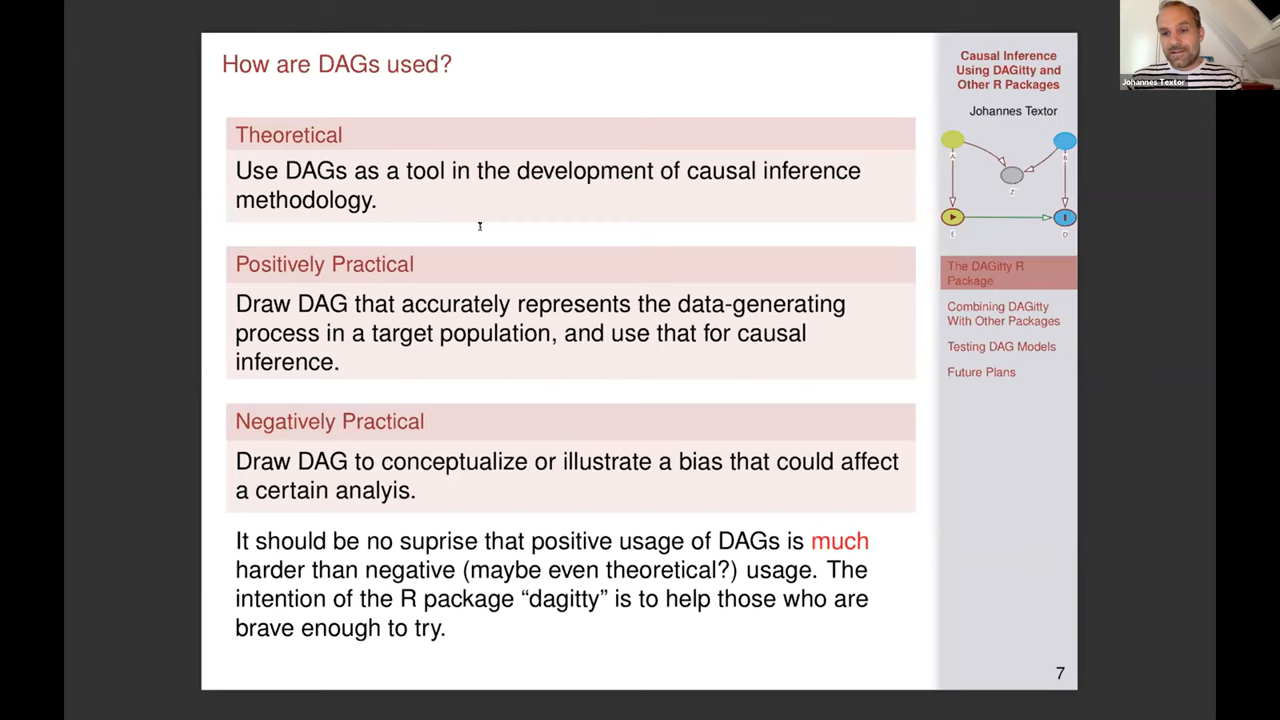 How are DAGs used?
Theoretical
Use DAGs as a tool in the development of causal inference
methodology.
Positively Practical
Draw DAG that accurately represents the data-generating
process in a target population, and use that for causal
inference.
Negatively Practical
Draw DAG to conceptualize or illustrate a bias that could affect
a certain analyis.
It should be no suprise that positive usage of DAGs is much
harder than negative (maybe even theoretical?) usage. The
intention of the R package “dagitty” is to help those who are
brave enough to try.
Causal Inference
Using DAGitty and
Other R Packages
Johannes Textor
A
B
Z
E
D
The DAGitty R
Package
Combining DAGitty
With Other Packages
Testing DAG Models
Future Plans
7
Johannes Textor